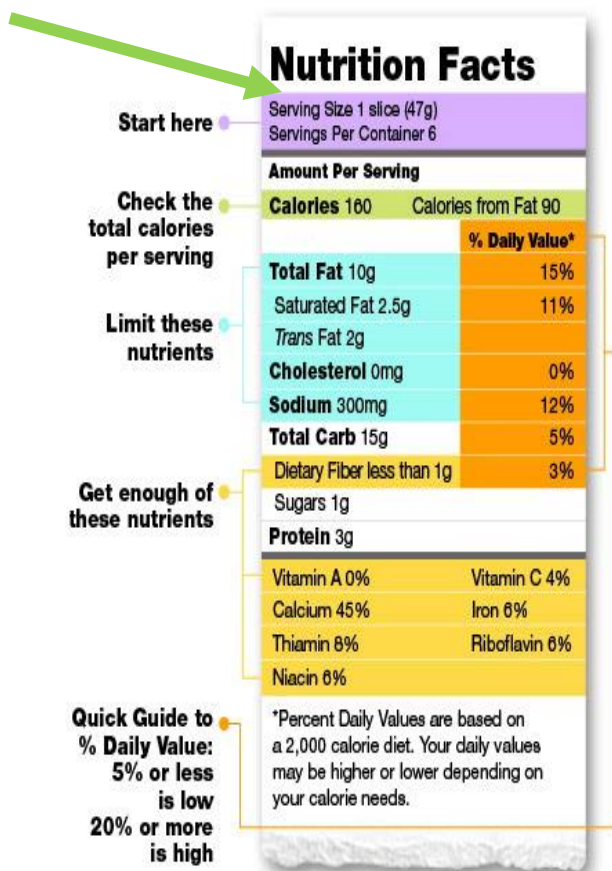 Nutrition Facts
Start here
Serving Size 1 slice (47g)
Servings Per Container 6
Amount Per Serving
Check the
total calories
per serving
Calories 160 Calories from Fat 90
% Daily Value*
Limit these
nutrients
Total Fat 10g 15%
Saturated Fat 2.5g 11%
Trans Fat 2g
Cholesterol 0mg 0%
Sodium 300mg 12%
Total Carb 15g 5%
Get enough of
these nutrients
Dietary Fiber less than 1g 3%
Sugars 1g
Protein 3g
Vitamin A 0% Vitamin C 4%
Calcium 45% Iron 6%
Thiamin 8% Riboflavin 6%
Niacin 6%
Quick Guide to
% Daily Value:
5% or less
is low
20% or more
is high
*Percent Daily Values are based on
a 2,000 calorie diet. Your daily values
may be higher or lower depending on
your calorie needs.